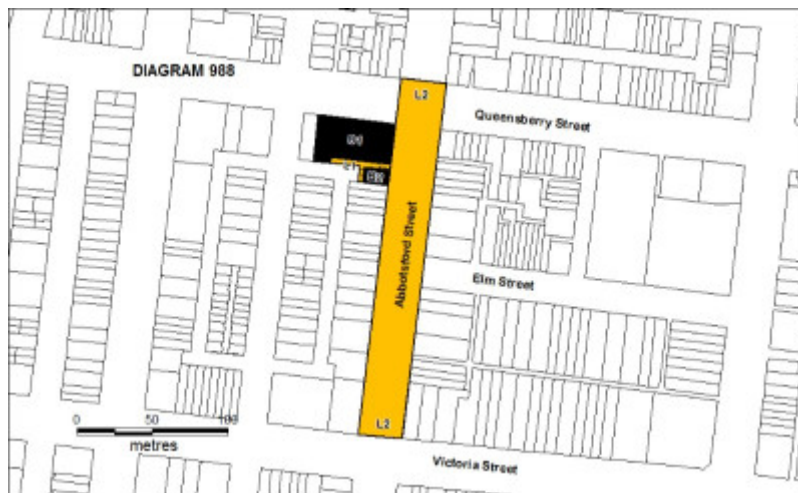 DIAGRAM 988
L2
Queensberry Street
Abbotsford Street
Elm Street
L2
0 50 100
metres
Victoria Street